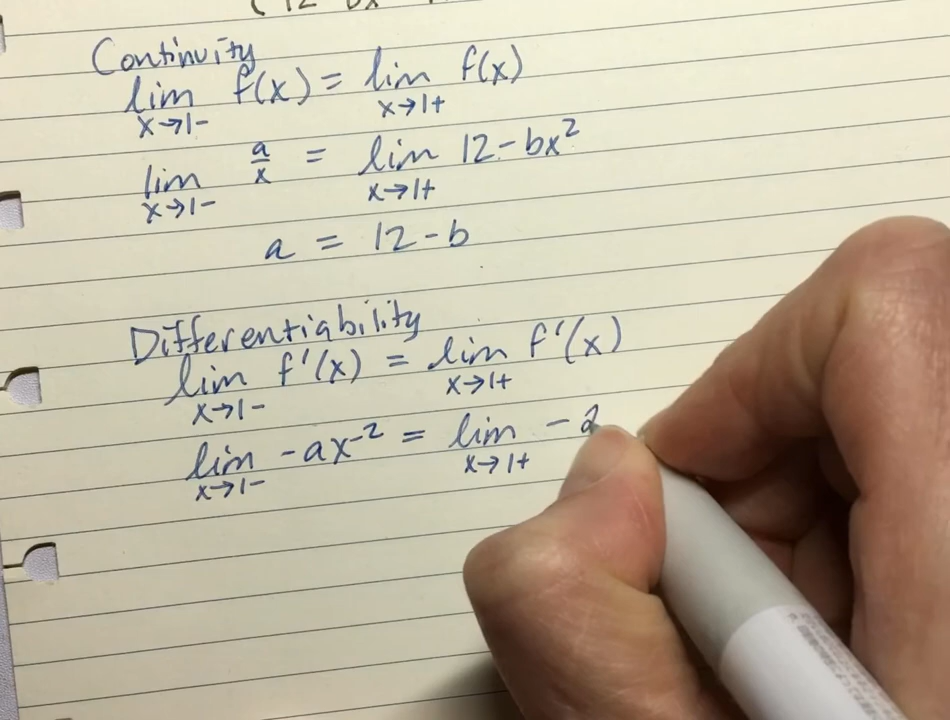 Continuity
lim f(x) = lim f(x)
x→1- x→1+
lim a/x = lim 12-bx²
x→1- x→1+
a = 12-b
Differentiability
lim f'(x) = lim f'(x)
x→1- x→1+
lim -ax⁻² = lim -2
x→1- x→1+